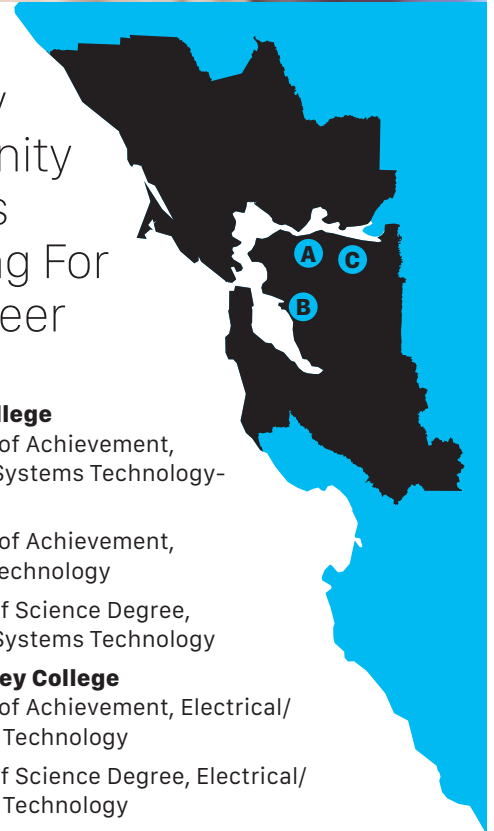 y
nity
s
ng For
eer
A
C
B
llege
of Achievement,
Systems Technology-
of Achievement,
echnology
f Science Degree,
Systems Technology
ey College
of Achievement, Electrical/
Technology
f Science Degree, Electrical/
Technology